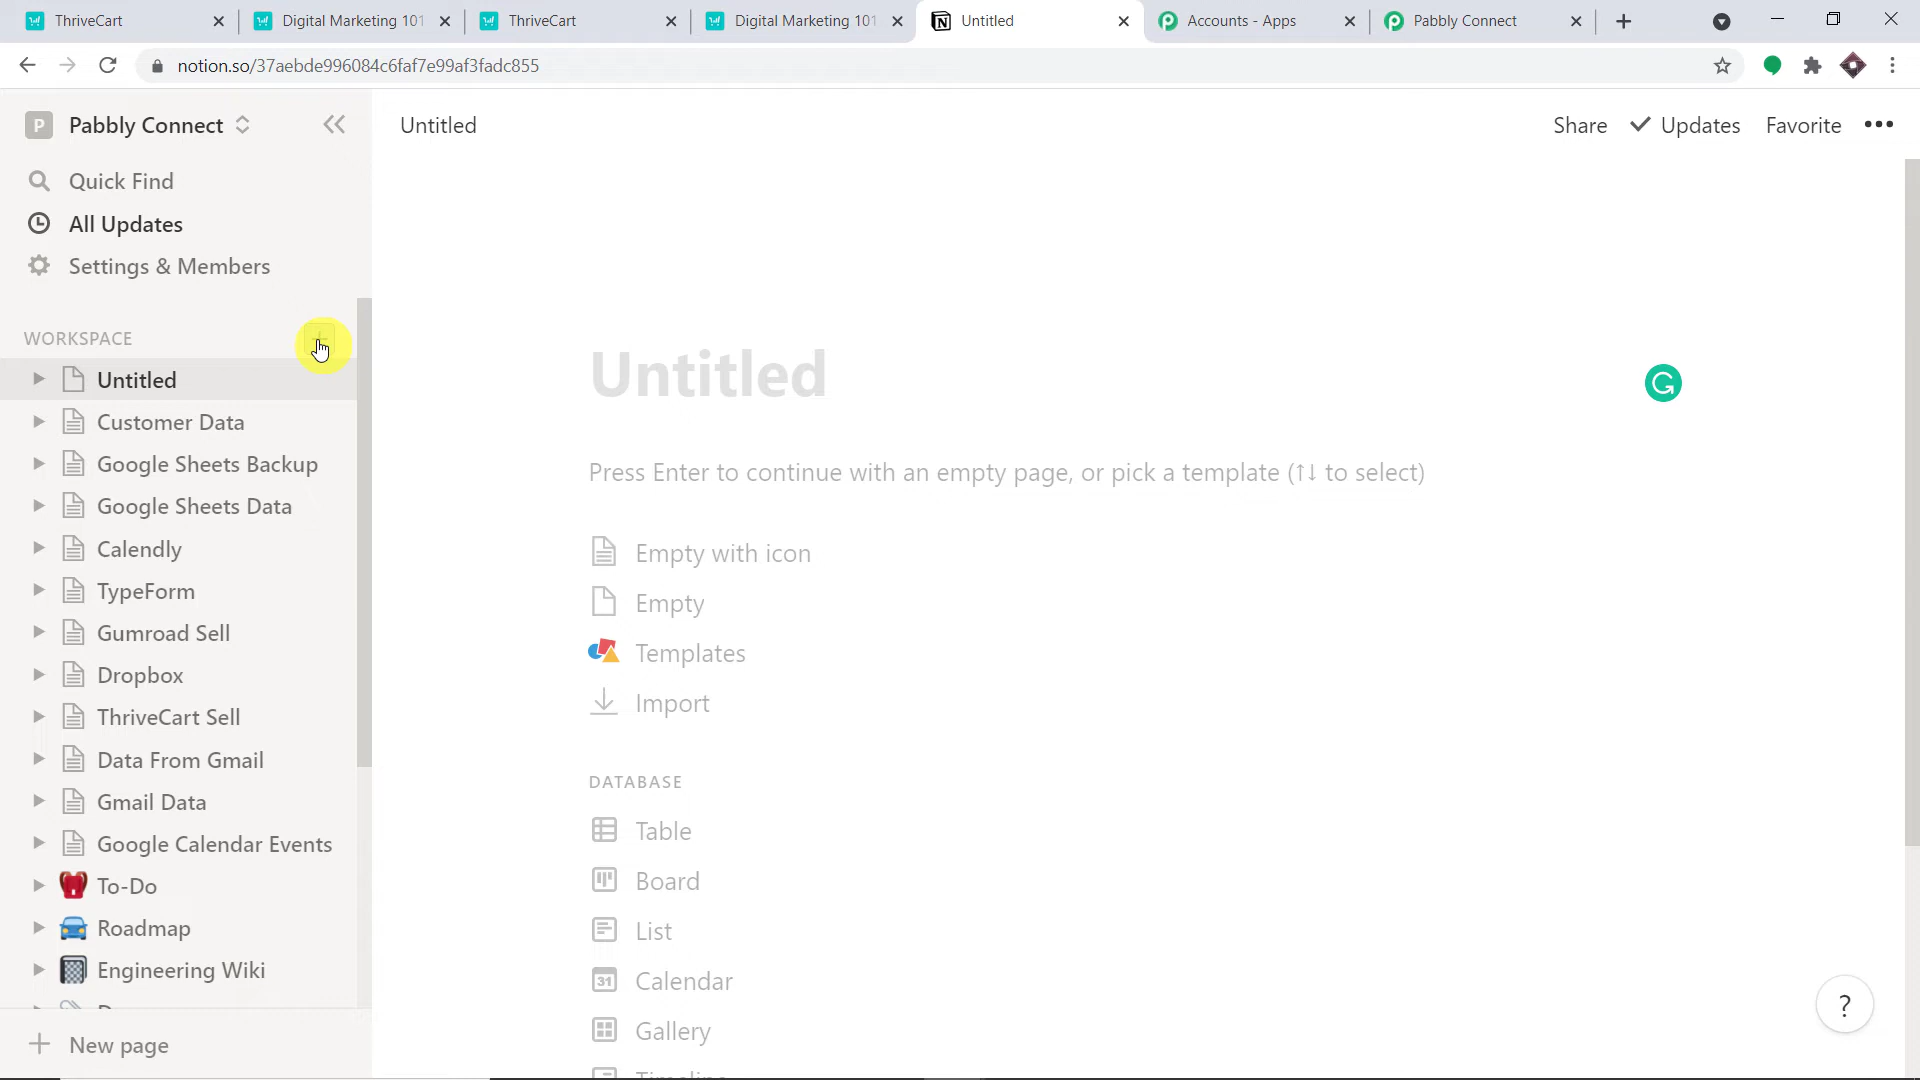 ThriveCart
Digital Marketing 101
ThriveCart
Digital Marketing 101
Untitled
Accounts - Apps
Pabbly Connect
notion.so/37aebde996084c6faf7e99af3fadc855
P Pabbly Connect
Untitled
Share
Updates
Favorite
Quick Find
All Updates
Settings & Members
WORKSPACE
Untitled
Customer Data
Google Sheets Backup
Google Sheets Data
Calendly
TypeForm
Gumroad Sell
Dropbox
ThriveCart Sell
Data From Gmail
Gmail Data
Google Calendar Events
To-Do
Roadmap
Engineering Wiki
New page
Untitled
Press Enter to continue with an empty page, or pick a template (↑↓ to select)
Empty with icon
Empty
Templates
Import
DATABASE
Table
Board
List
31 Calendar
Gallery
Timeline
?